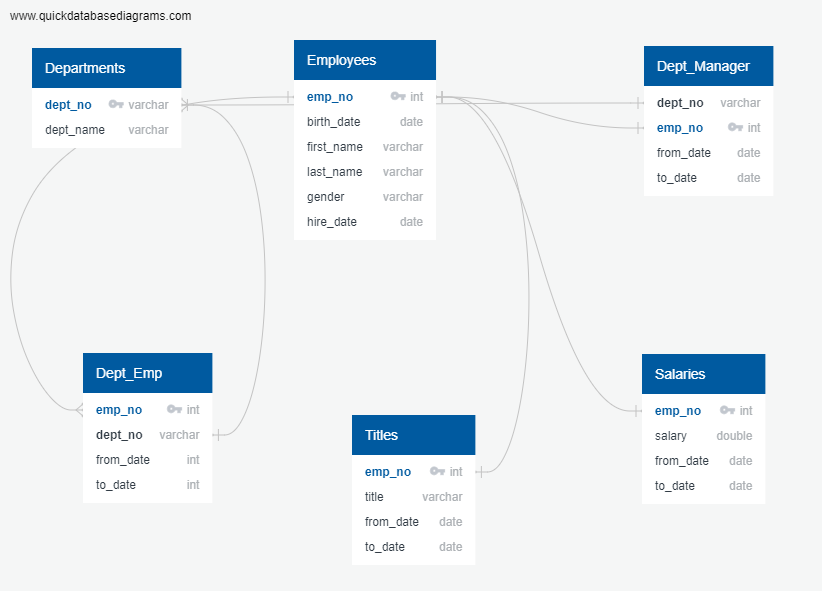 www.quickdatabasediagrams.com
Departments
dept_no varchar
dept_name varchar
Employees
emp_no int
birth_date date
first_name varchar
last_name varchar
gender varchar
hire_date date
Dept_Manager
dept_no varchar
emp_no int
from_date date
to_date date
Dept_Emp
emp_no int
dept_no varchar
from_date int
to_date int
Titles
emp_no int
title varchar
from_date date
to_date date
Salaries
emp_no int
salary double
from_date date
to_date date